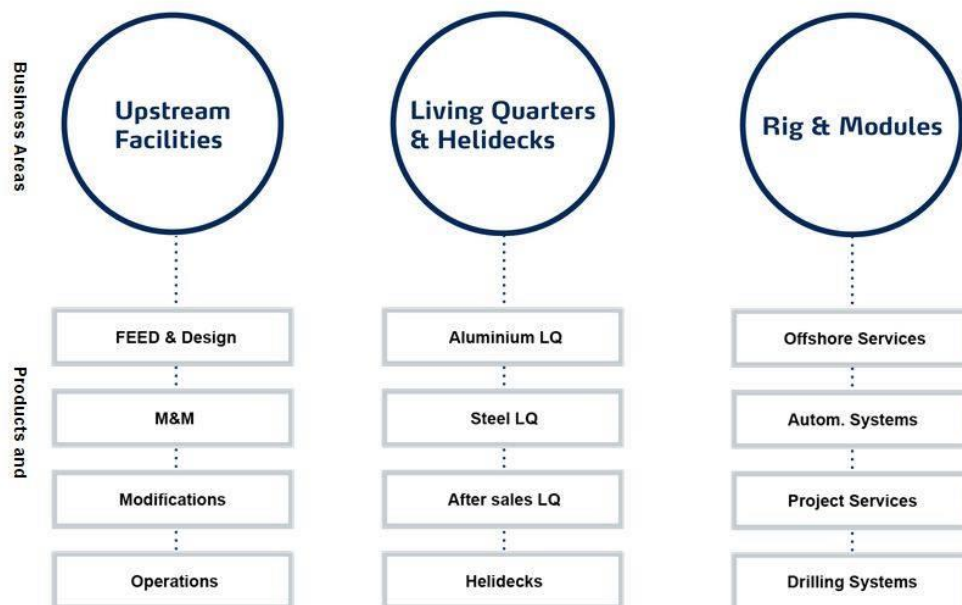 Business Areas
Upstream
Facilities
Living Quarters
& Helidecks
Rig & Modules
Products and
FEED & Design
Aluminium LQ
Offshore Services
M&M
Steel LQ
Autom. Systems
Modifications
After sales LQ
Project Services
Operations
Helidecks
Drilling Systems